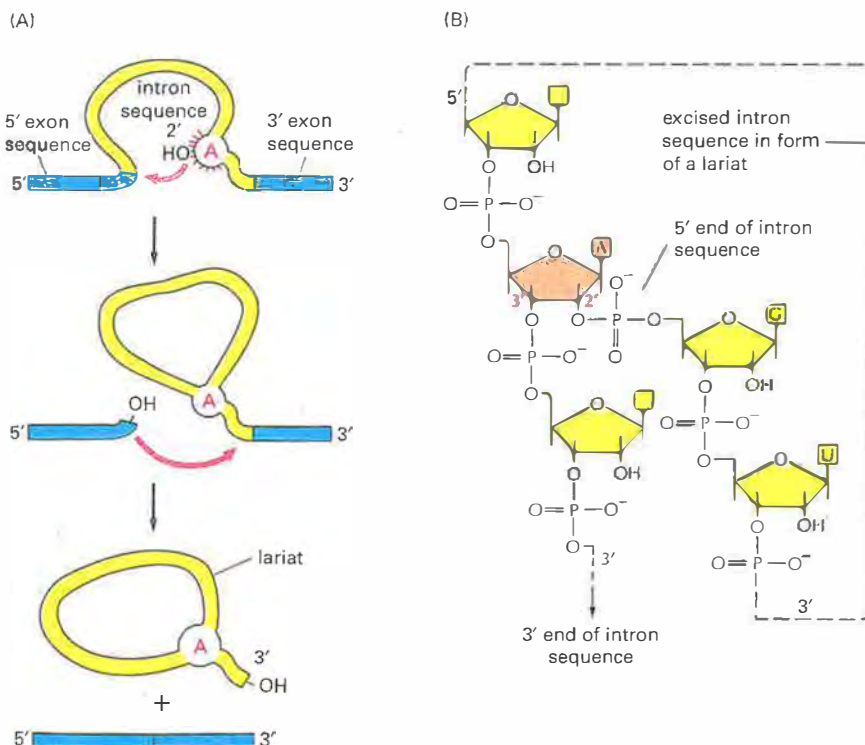 (A)
intron
sequence
5′ exon
sequence
2′
HO
A
3′ exon
sequence
5′
3′
OH
A
5′
3′
lariat
A
3′
OH
+
5′
3′
(B)
5′
O
OH
O
O=P—O⁻
O
excised intron
sequence in form
of a lariat
5′ end of intron
sequence
O
A
3′
2′
O
O⁻
O—P—O
O
O
G
O
OH
O=P—O⁻
O
O
OH
O
O=P—O⁻
O
O
U
O
OH
O
O=P—O⁻
O
3′
O=P—O⁻
3′
3′ end of intron
sequence